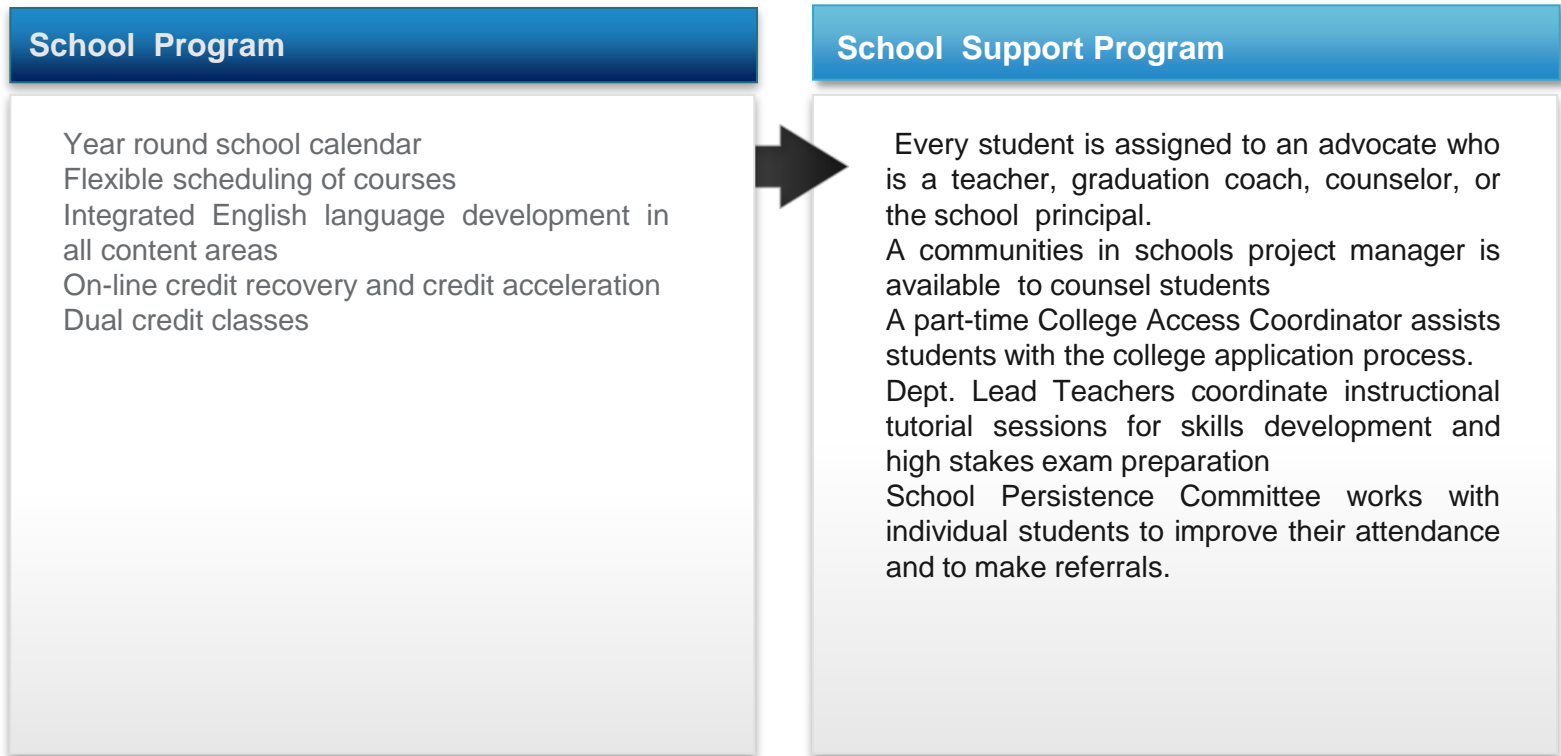 School Program
Year round school calendar
Flexible scheduling of courses
Integrated English language development in
all content areas
On-line credit recovery and credit acceleration
Dual credit classes
School Support Program
Every student is assigned to an advocate who
is a teacher, graduation coach, counselor, or
the school principal.
A communities in schools project manager is
available to counsel students
A part-time College Access Coordinator assists
students with the college application process.
Dept. Lead Teachers coordinate instructional
tutorial sessions for skills development and
high stakes exam preparation
School Persistence Committee works with
individual students to improve their attendance
and to make referrals.